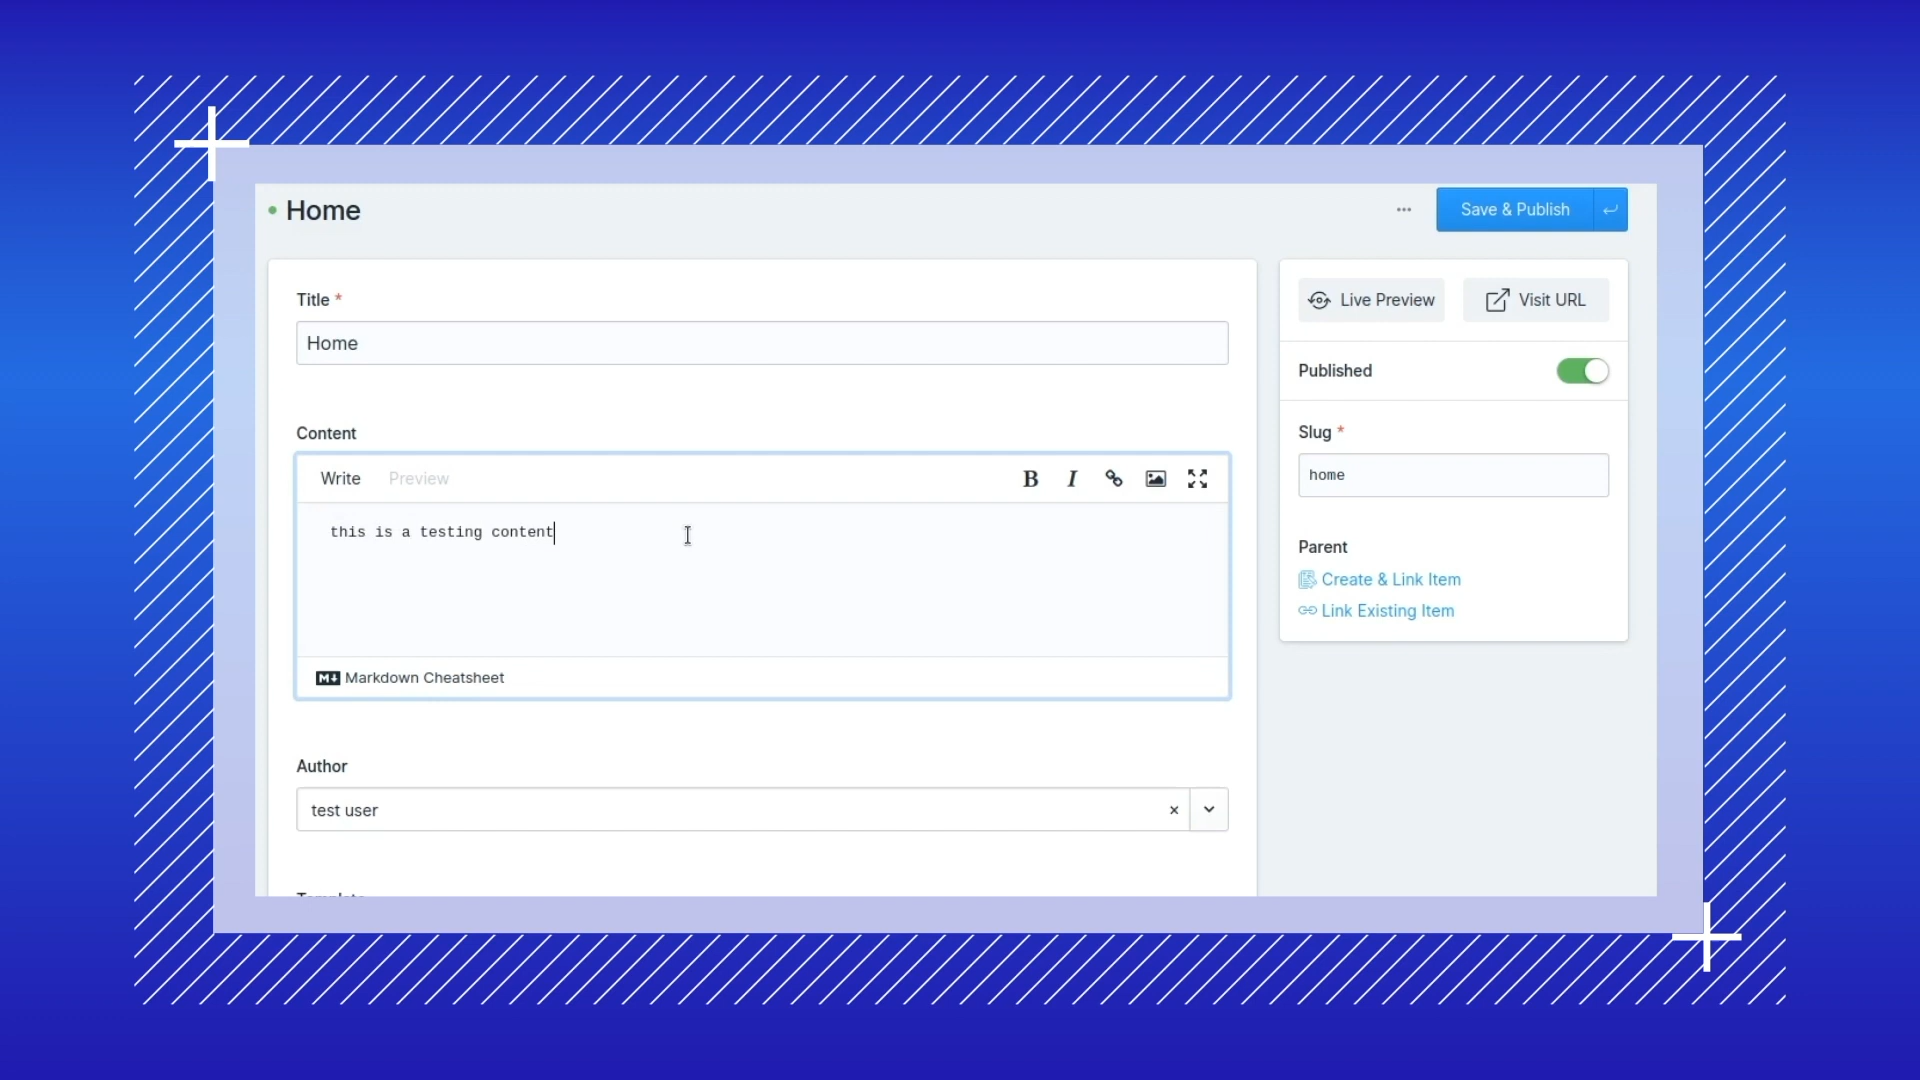 Home
Save & Publish
Title *
Home
Live Preview
Visit URL
Published
Content
Slug *
Write Preview
B I
home
this is a testing content
Parent
Create & Link Item
Link Existing Item
M Markdown Cheatsheet
Author
test user